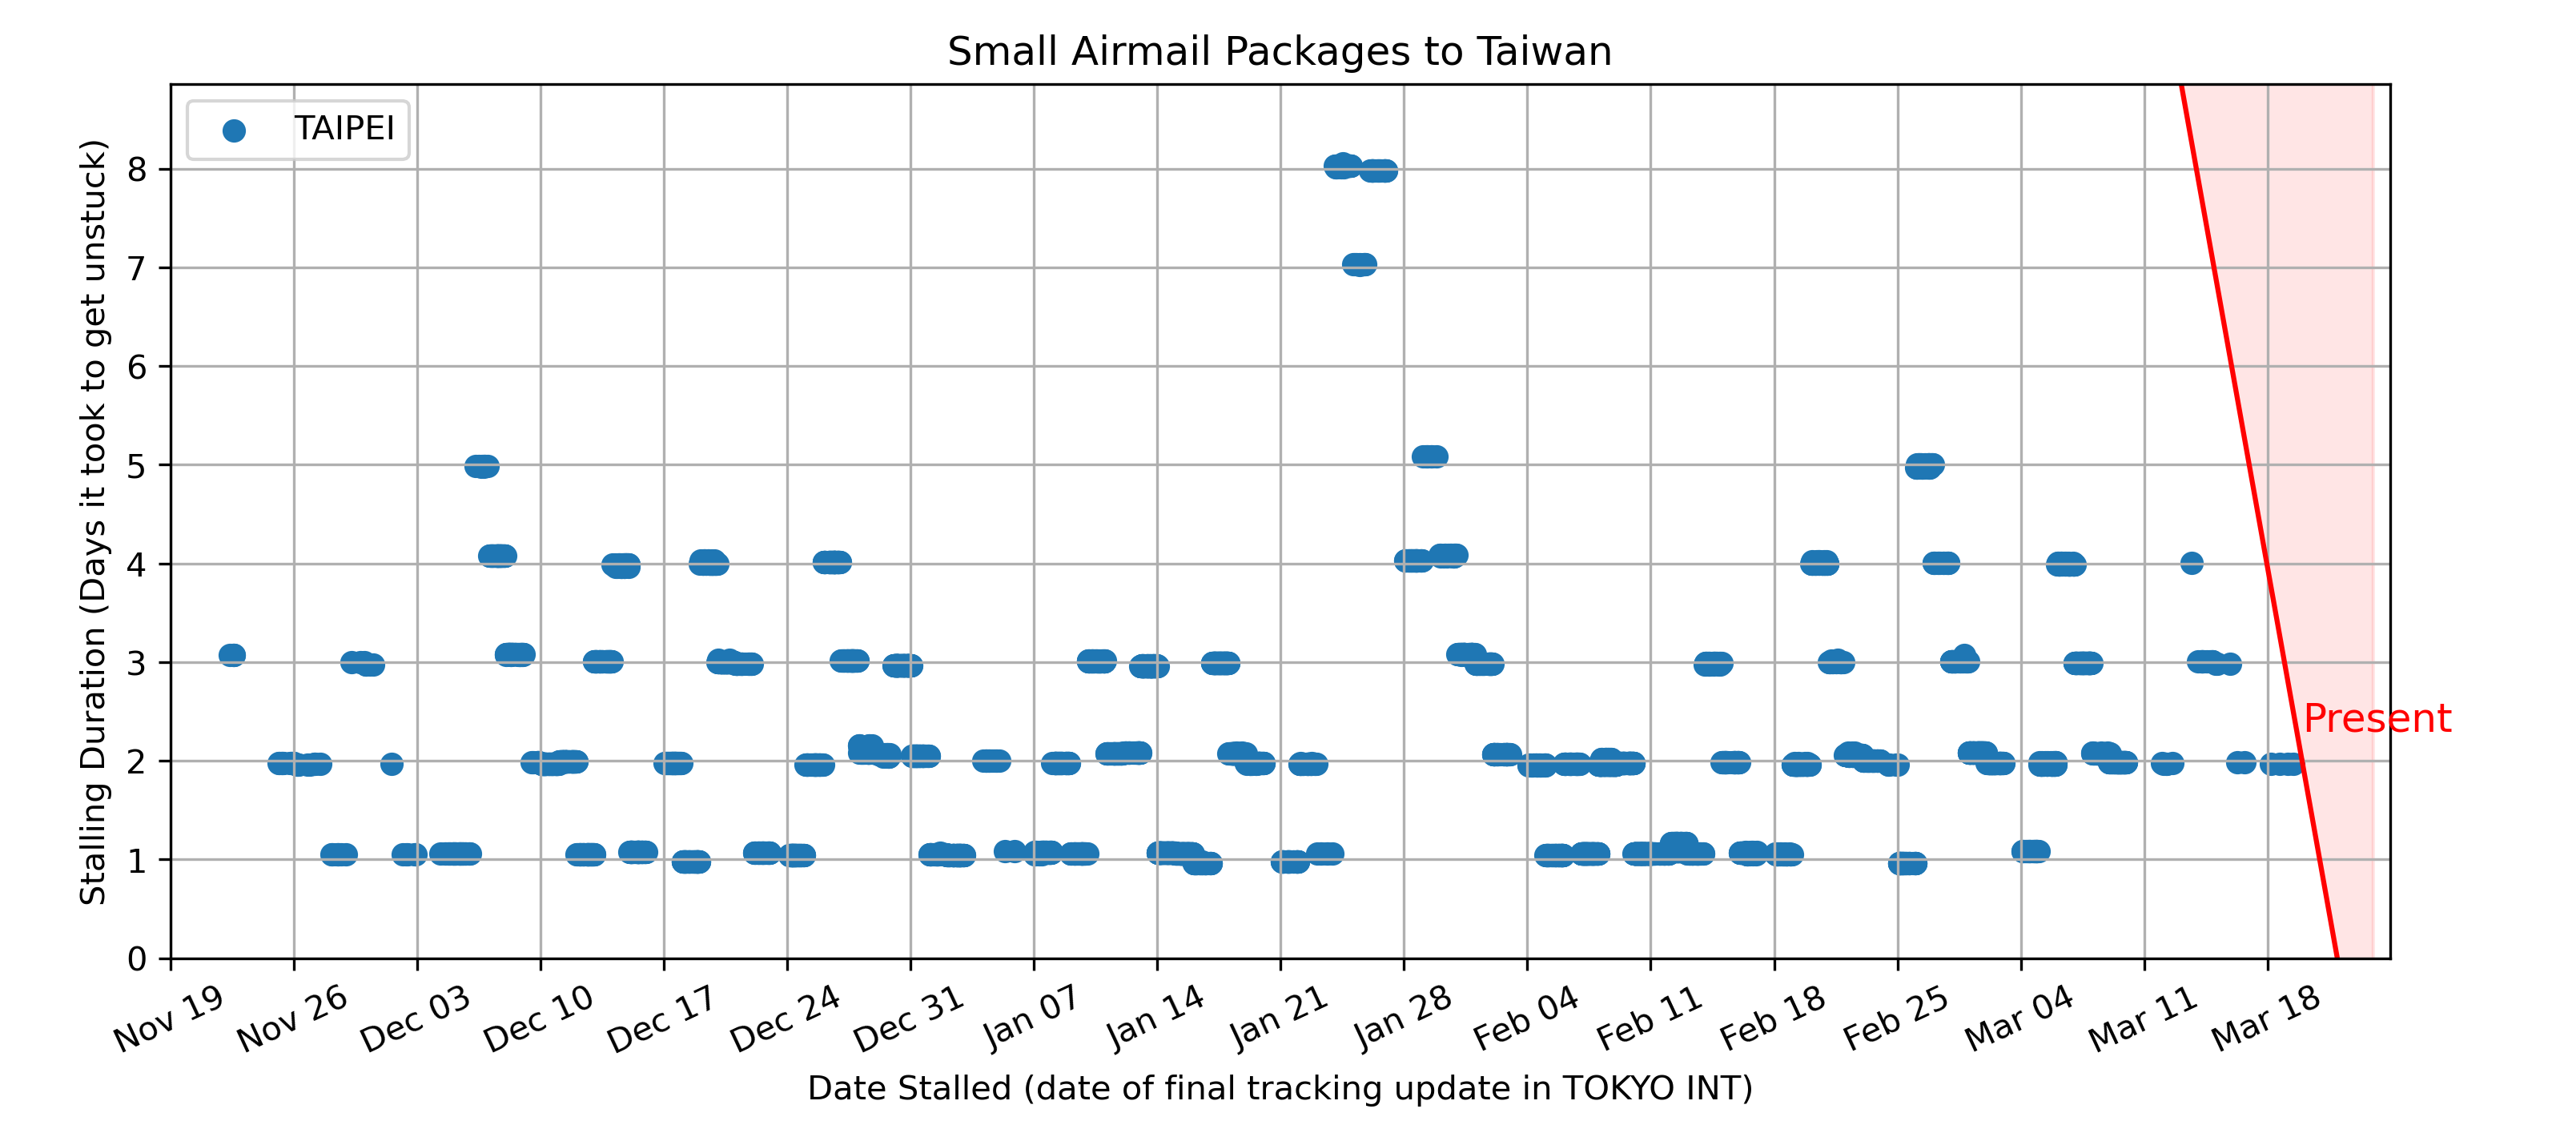 Small Airmail Packages to Taiwan
TAIPEI
Stalling Duration (Days it took to get unstuck)
8
7
6
5
4
3
2
1
0
Present
Nov 19
Nov 26
Dec 03
Dec 10
Dec 17
Dec 24
Dec 31
Jan 07
Jan 14
Jan 21
Jan 28
Feb 04
Feb 11
Feb 18
Feb 25
Mar 04
Mar 11
Mar 18
Date Stalled (date of final tracking update in TOKYO INT)